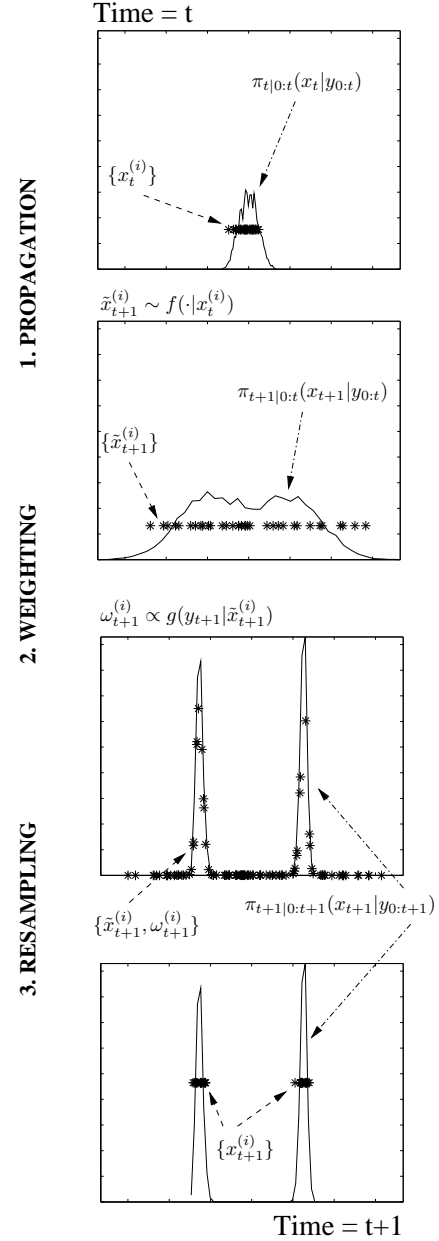 Time = t
π_{t|0:t}(x_t|y_{0:t})
{x_t^{(i)}}
1. PROPAGATION
x̃_{t+1}^{(i)} ∼ f(·|x_t^{(i)})
π_{t+1|0:t}(x_{t+1}|y_{0:t})
{x̃_{t+1}^{(i)}}
2. WEIGHTING
ω_{t+1}^{(i)} ∝ g(y_{t+1}|x̃_{t+1}^{(i)})
3. RESAMPLING
{x̃_{t+1}^{(i)}, ω_{t+1}^{(i)}}
π_{t+1|0:t+1}(x_{t+1}|y_{0:t+1})
{x_{t+1}^{(i)}}
Time = t+1